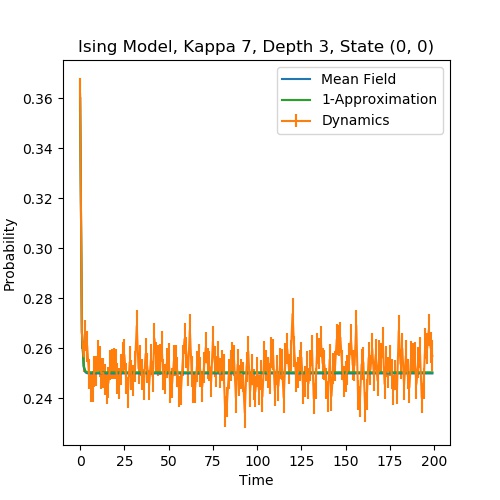 Ising Model, Kappa 7, Depth 3, State (0, 0)
Mean Field
1-Approximation
Dynamics
Probability
0.36
0.34
0.32
0.30
0.28
0.26
0.24
0 25 50 75 100 125 150 175 200
Time